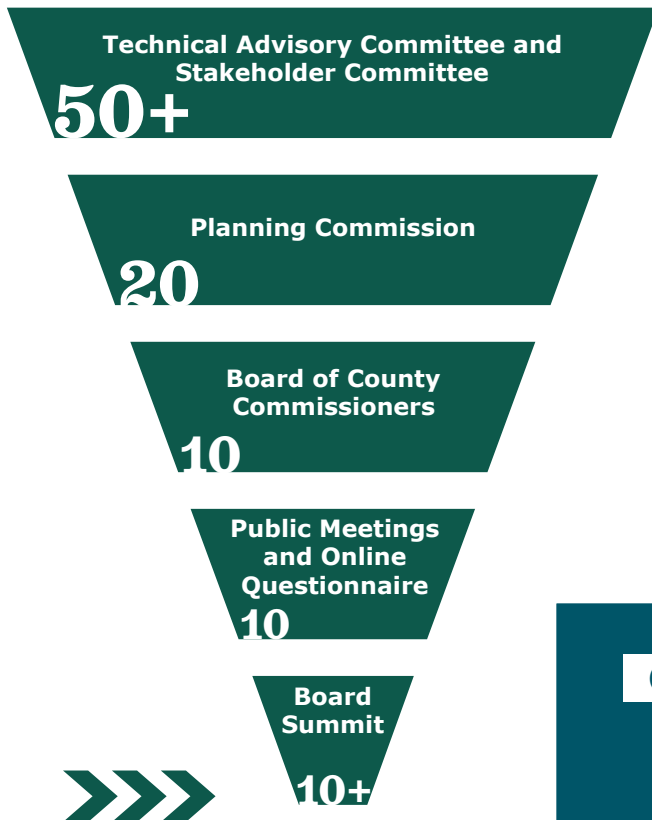 Technical Advisory Committee and
Stakeholder Committee
50+
Planning Commission
20
Board of County
Commissioners
10
Public Meetings
and Online
Questionnaire
10
Board
Summit
10+